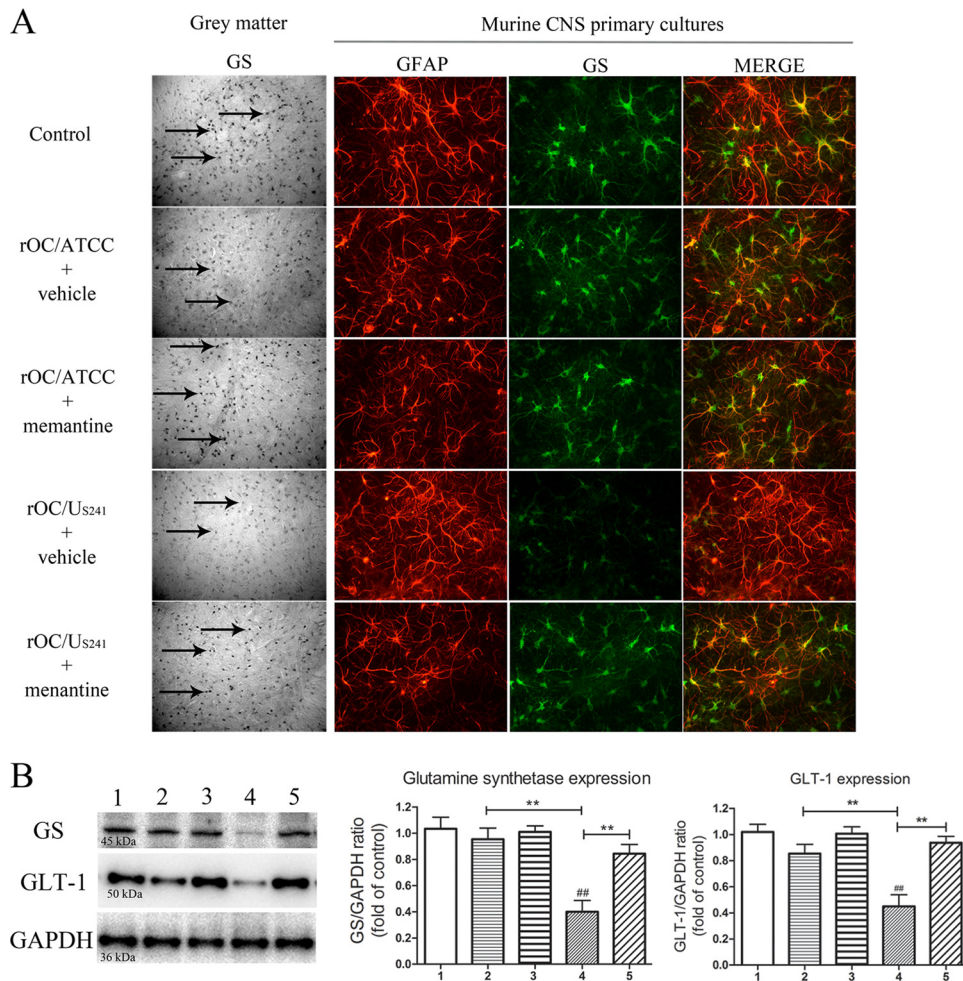 A
Grey matter
Murine CNS primary cultures
GS
GFAP
GS
MERGE
Control
rOC/ATCC
+
vehicle
rOC/ATCC
+
memantine
rOC/US241
+
vehicle
rOC/US241
+
menantine
B
1 2 3 4 5
GS
45 kDa
GLT-1
50 kDa
GAPDH
36 kDa
Glutamine synthetase expression
GS/GAPDH ratio
(fold of control)
1.2
1.0
0.8
0.6
0.4
0.2
0.0
**
**
##
1 2 3 4 5
GLT-1 expression
GLT-1/GAPDH ratio
(fold of control)
1.2
1.0
0.8
0.6
0.4
0.2
0.0
**
**
##
1 2 3 4 5